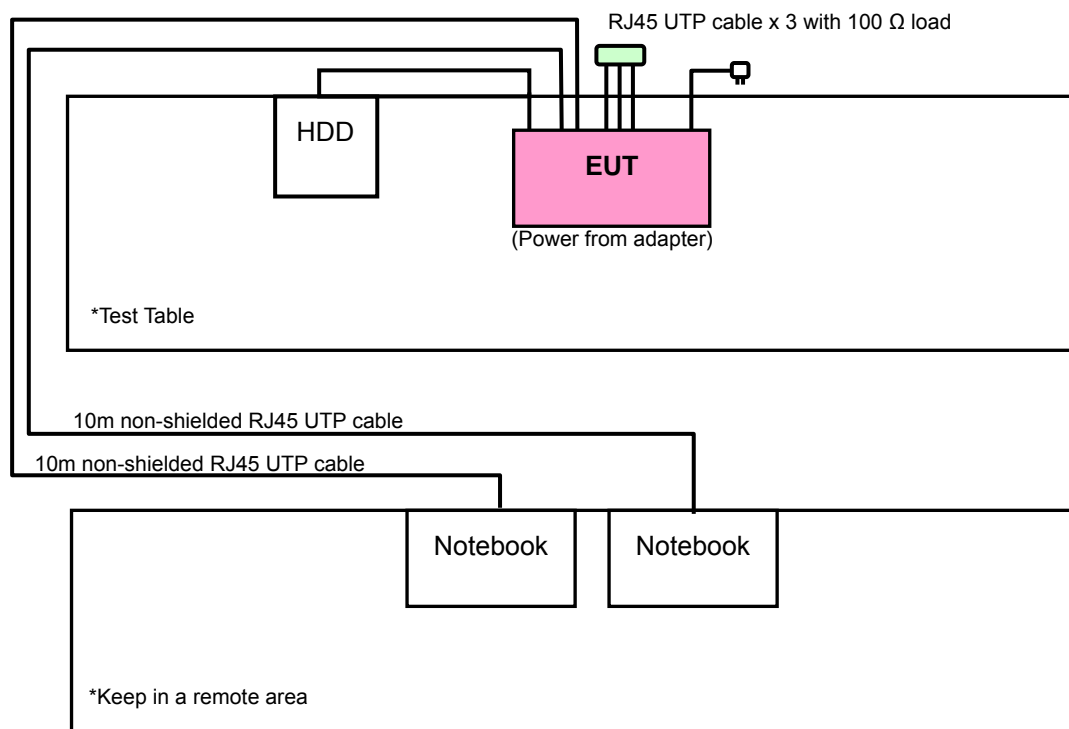 RJ45 UTP cable x 3 with 100 Ω load
HDD
EUT
(Power from adapter)
*Test Table
10m non-shielded RJ45 UTP cable
10m non-shielded RJ45 UTP cable
Notebook
Notebook
*Keep in a remote area